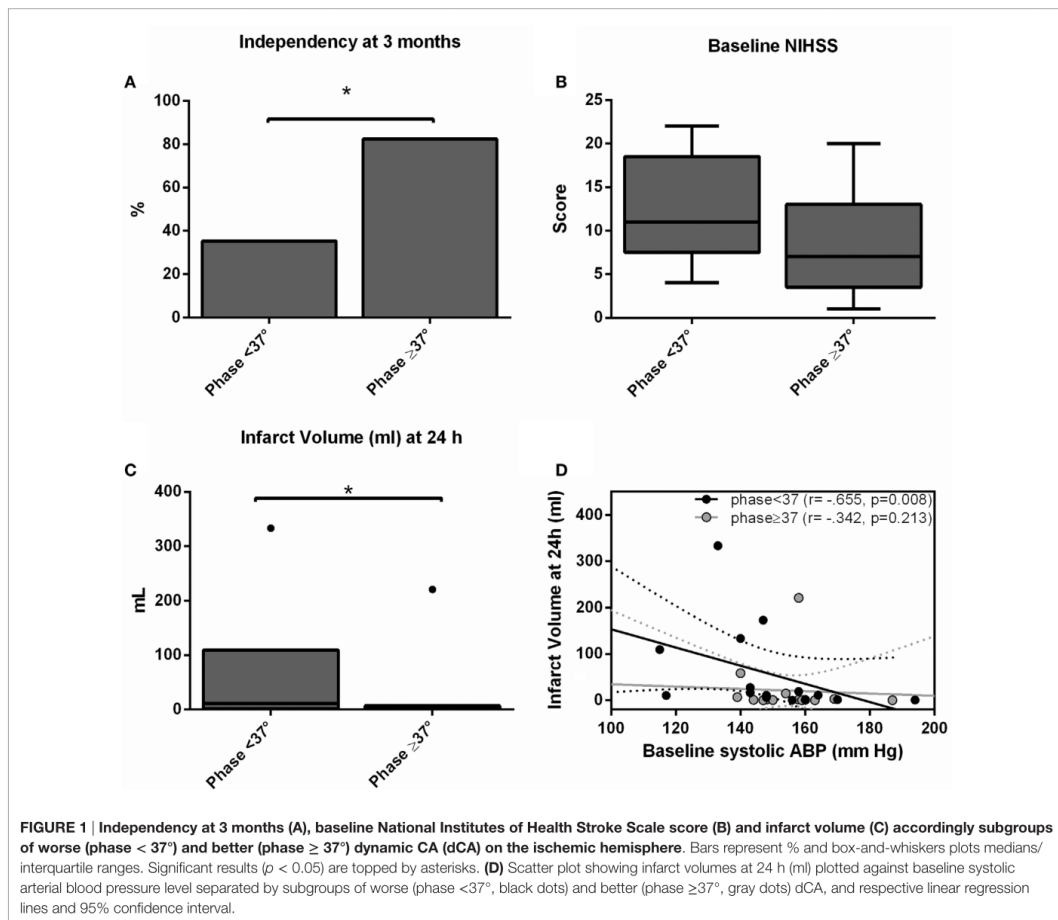 Independency at 3 months
A
*
100
80
60
40
20
0
%
Phase <37°
Phase ≥37°
Baseline NIHSS
B
25
20
15
10
5
0
Score
Phase <37°
Phase ≥37°
Infarct Volume (ml) at 24 h
C
*
400
300
200
100
0
mL
Phase <37°
Phase ≥37°
D
phase<37 (r= -.655, p=0.008)
phase≥37 (r= -.342, p=0.213)
400
300
200
100
0
Infarct Volume at 24h (ml)
100 120 140 160 180 200
Baseline systolic ABP (mm Hg)
FIGURE 1 | Independency at 3 months (A), baseline National Institutes of Health Stroke Scale score (B) and infarct volume (C) accordingly subgroups
of worse (phase < 37°) and better (phase ≥ 37°) dynamic CA (dCA) on the ischemic hemisphere. Bars represent % and box-and-whiskers plots medians/
interquartile ranges. Significant results (p < 0.05) are topped by asterisks. (D) Scatter plot showing infarct volumes at 24 h (ml) plotted against baseline systolic
arterial blood pressure level separated by subgroups of worse (phase <37°, black dots) and better (phase ≥37°, gray dots) dCA, and respective linear regression
lines and 95% confidence interval.